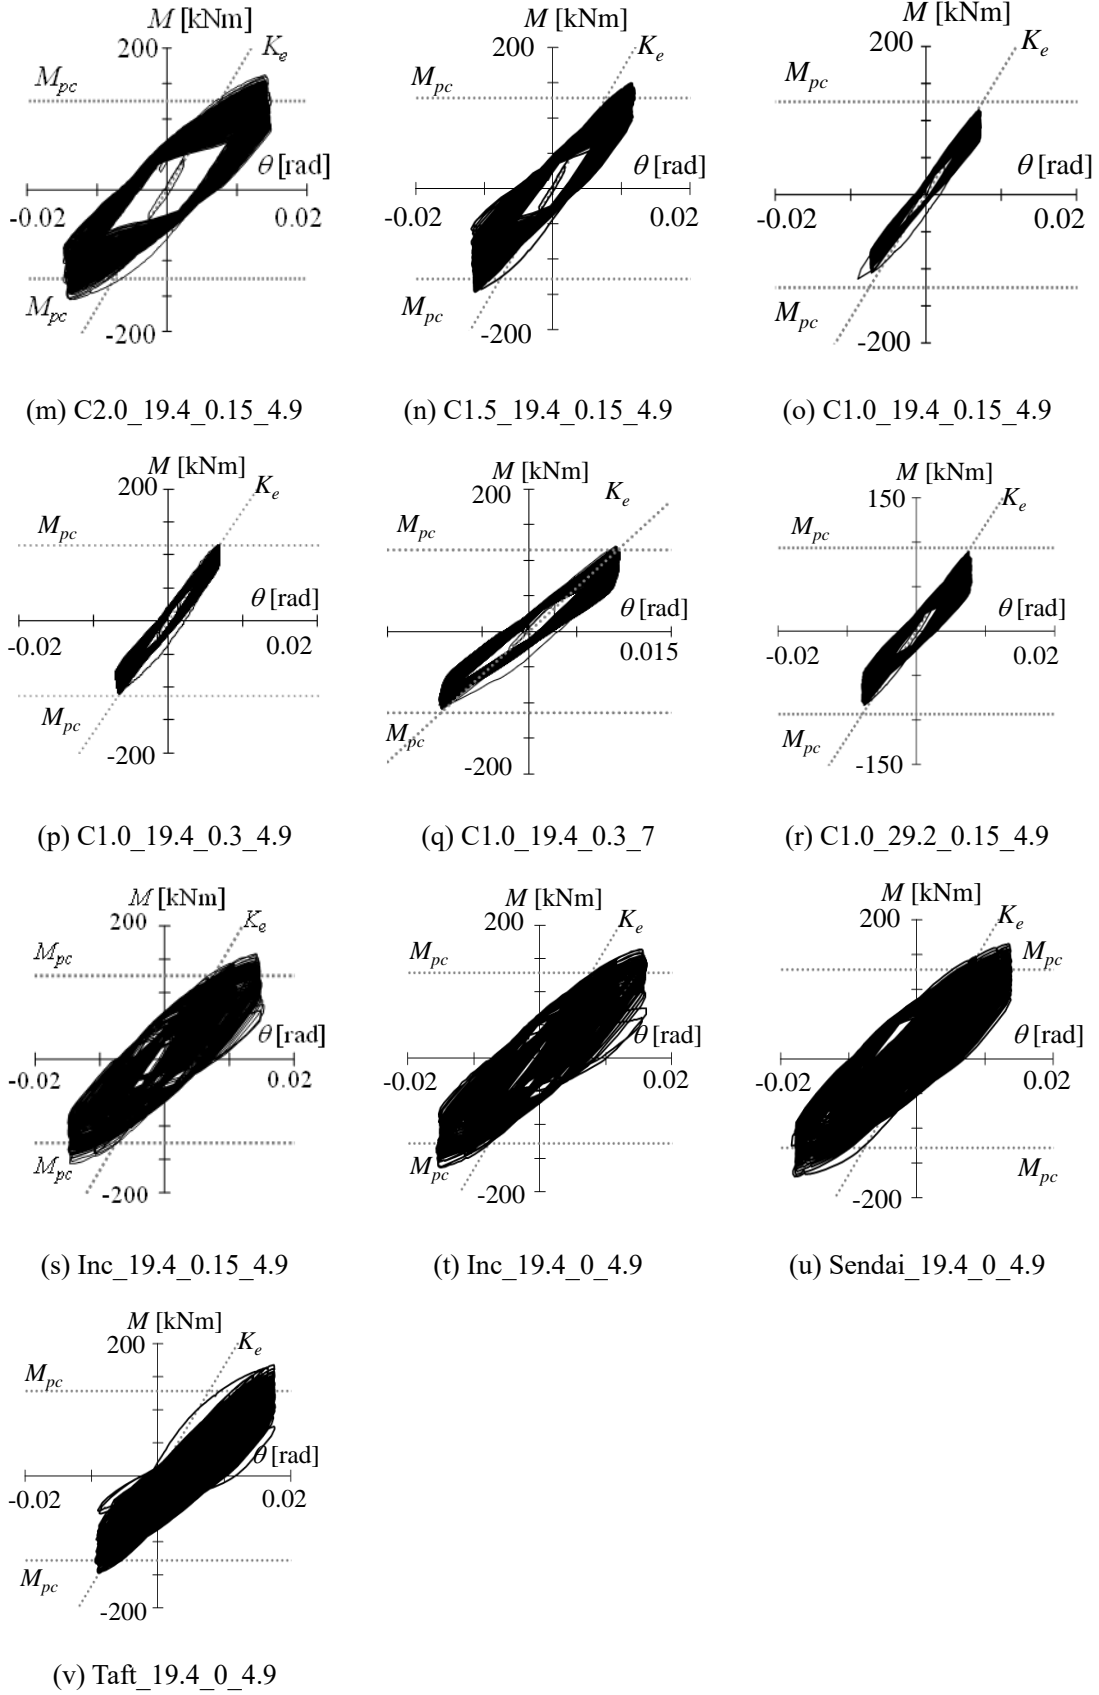 M [kNm]
200
K_e
M_pc
θ [rad]
-0.02
0.02
M_pc
-200
(m) C2.0_19.4_0.15_4.9
M [kNm]
200
K_e
M_pc
θ [rad]
-0.02
0.02
M_pc
-200
(n) C1.5_19.4_0.15_4.9
M [kNm]
200
K_e
M_pc
θ [rad]
-0.02
0.02
M_pc
-200
(o) C1.0_19.4_0.15_4.9
M [kNm]
200
K_e
M_pc
θ [rad]
-0.02
0.02
M_pc
-200
(p) C1.0_19.4_0.3_4.9
M [kNm]
200
K_e
M_pc
θ [rad]
0.015
M_pc
-200
(q) C1.0_19.4_0.3_7
M [kNm]
150
K_e
M_pc
θ [rad]
-0.02
0.02
M_pc
-150
(r) C1.0_29.2_0.15_4.9
M [kNm]
200
K_e
M_pc
θ [rad]
-0.02
0.02
M_pc
-200
(s) Inc_19.4_0.15_4.9
M [kNm]
200
K_e
M_pc
θ [rad]
-0.02
0.02
M_pc
-200
(t) Inc_19.4_0_4.9
M [kNm]
200
K_e
M_pc
θ [rad]
-0.02
0.02
M_pc
-200
(u) Sendai_19.4_0_4.9
M [kNm]
200
K_e
M_pc
θ [rad]
-0.02
0.02
M_pc
-200
(v) Taft_19.4_0_4.9